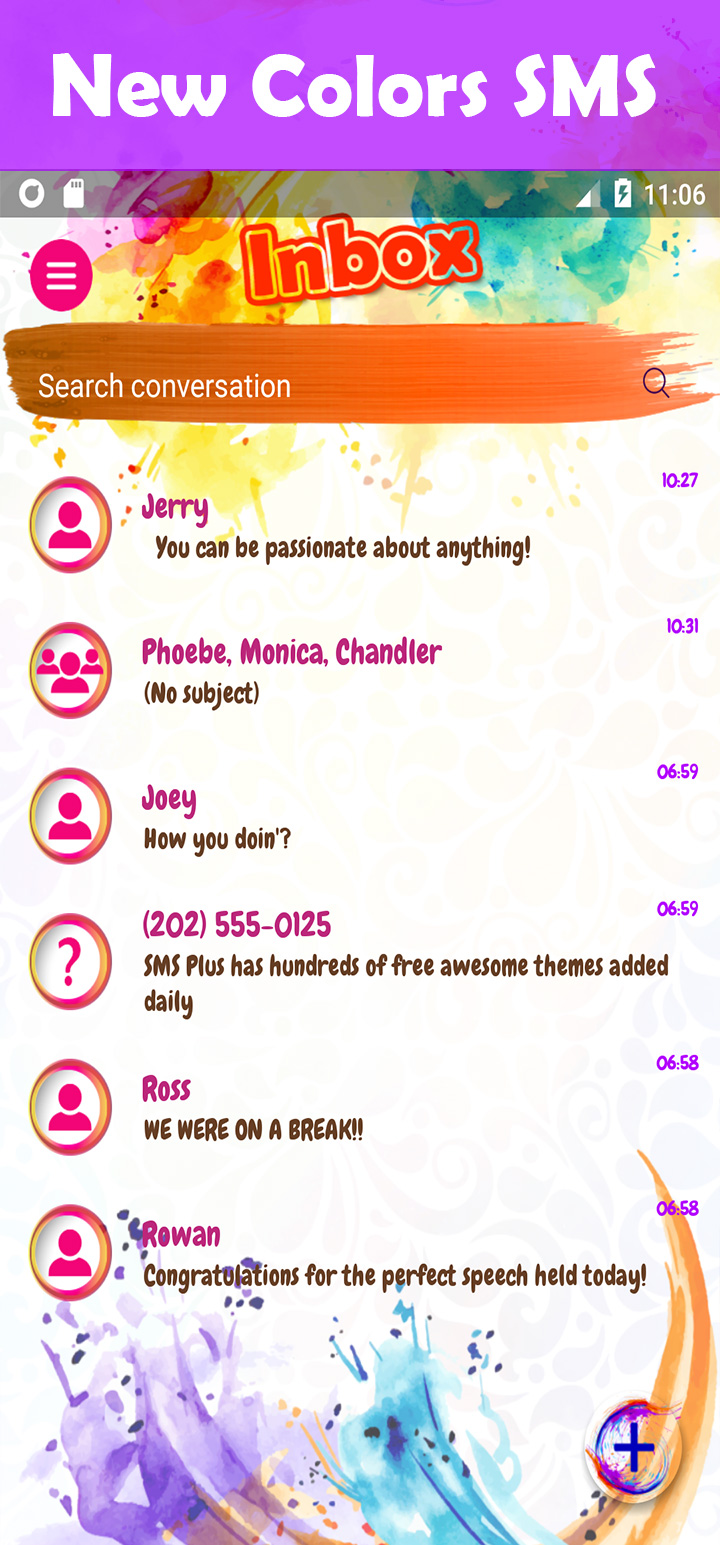 New Colors SMS
11:06
Inbox
Search conversation
10:27
Jerry
You can be passionate about anything!
10:31
Phoebe, Monica, Chandler
(No subject)
06:59
Joey
How you doin'?
06:59
(202) 555-0125
SMS Plus has hundreds of free awesome themes added
daily
06:58
Ross
WE WERE ON A BREAK!!
06:58
Rowan
Congratulations for the perfect speech held today!